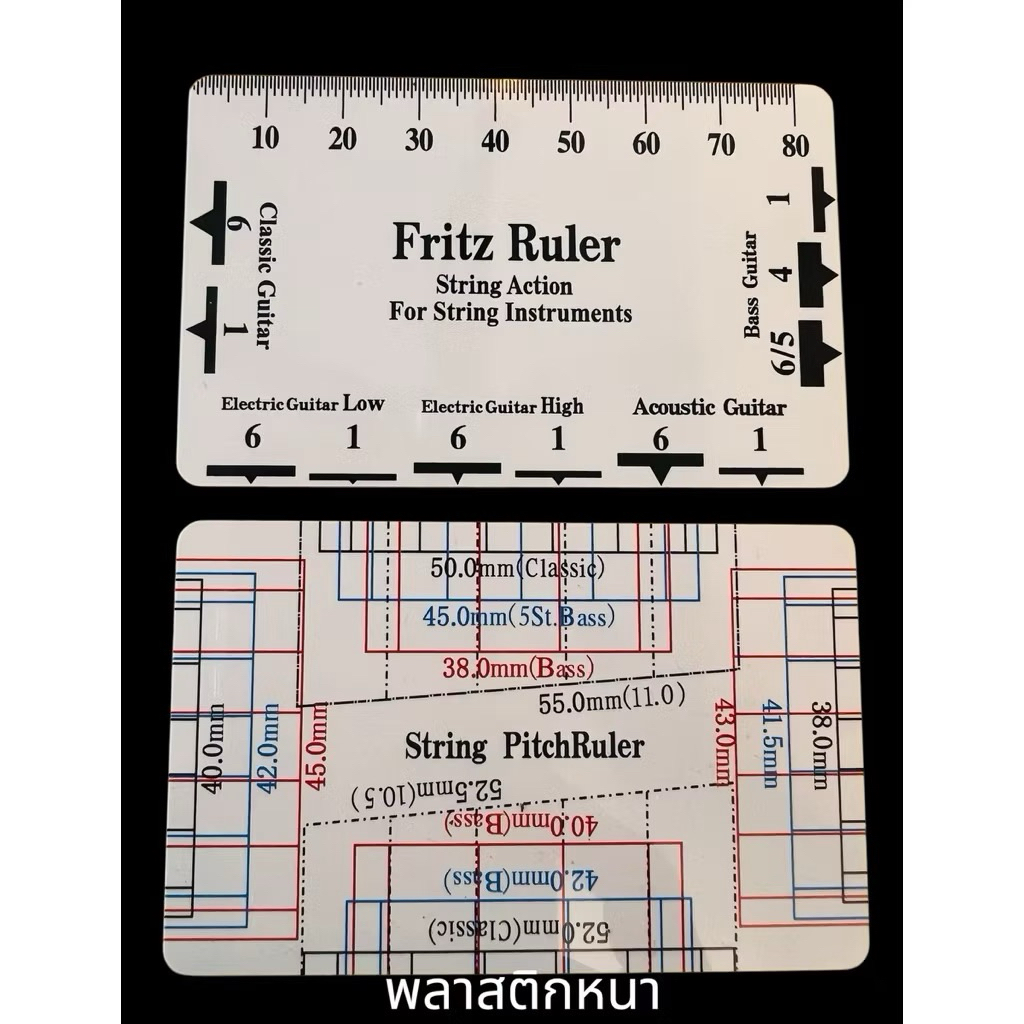 10 20 30 40 50 60 70 80
Fritz Ruler
String Action
For String Instruments
Classic Guitar
6
1
Bass Guitar
1
4
6/5
Electric Guitar Low
6 1
Electric Guitar High
6 1
Acoustic Guitar
6 1
50.0mm(Classic)
45.0mm(5St.Bass)
38.0mm(Bass)
55.0mm(11.0)
40.0mm
42.0mm
45.0mm
String PitchRuler
43.0mm
41.5mm
38.0mm
52.5mm(10.5)
40.0mm(Bass)
42.0mm(Bass)
52.0mm(Classic)
พลาสติกหนา